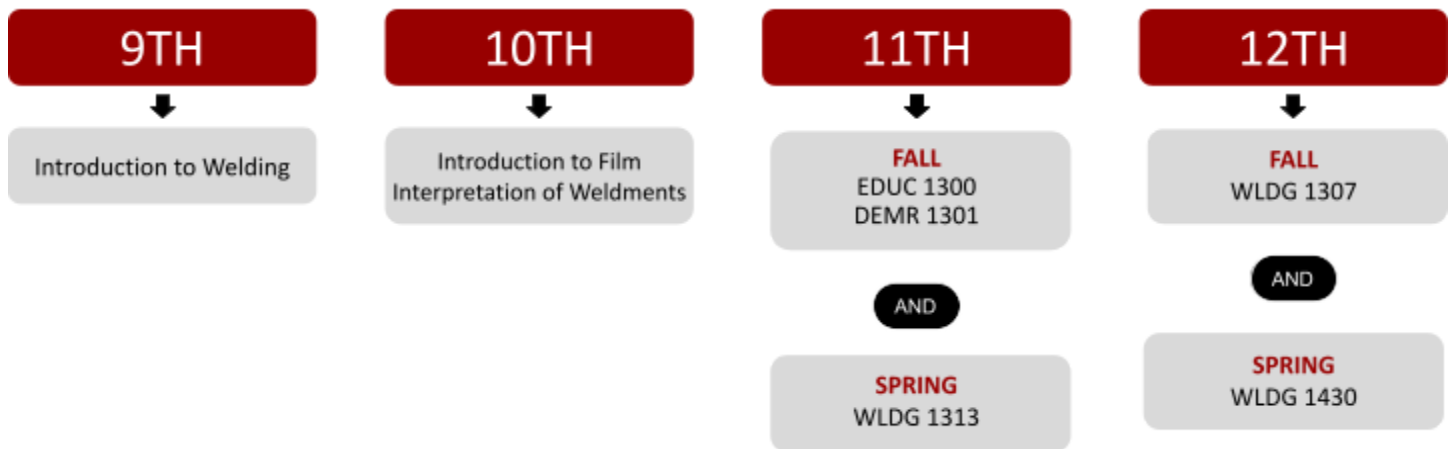 9TH
Introduction to Welding
10TH
Introduction to Film
Interpretation of Weldments
11TH
FALL
EDUC 1300
DEMR 1301
AND
SPRING
WLDG 1313
12TH
FALL
WLDG 1307
AND
SPRING
WLDG 1430